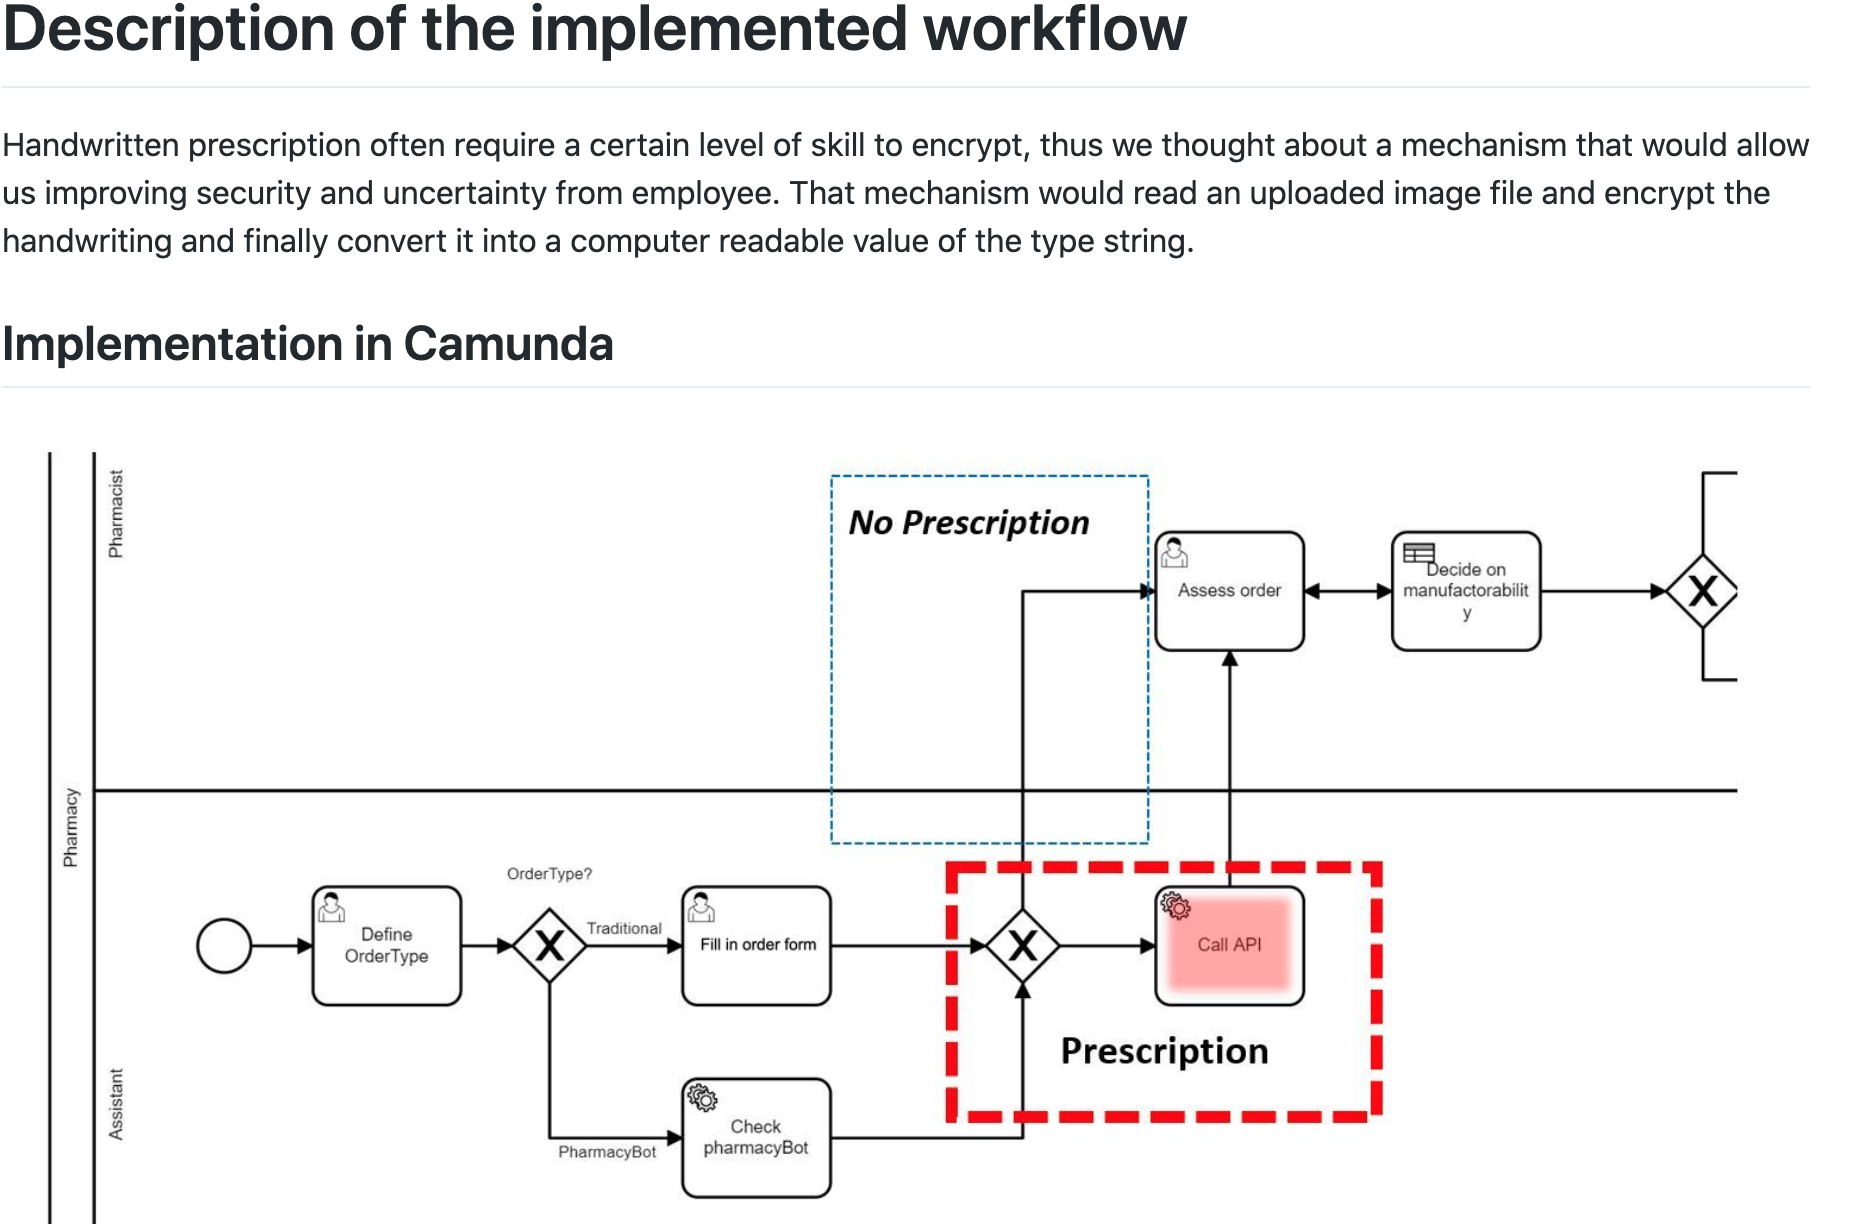 Description of the implemented workflow
Handwritten prescription often require a certain level of skill to encrypt, thus we thought about a mechanism that would allow
us improving security and uncertainty from employee. That mechanism would read an uploaded image file and encrypt the
handwriting and finally convert it into a computer readable value of the type string.
Implementation in Camunda
Pharmacist
No Prescription
Assess order
Decide on
manufactorabilit
y
X
Pharmacy
Assistant
OrderType?
Define
OrderType
X
Traditional
Fill in order form
X
Call API
Prescription
PharmacyBot
Check
pharmacyBot